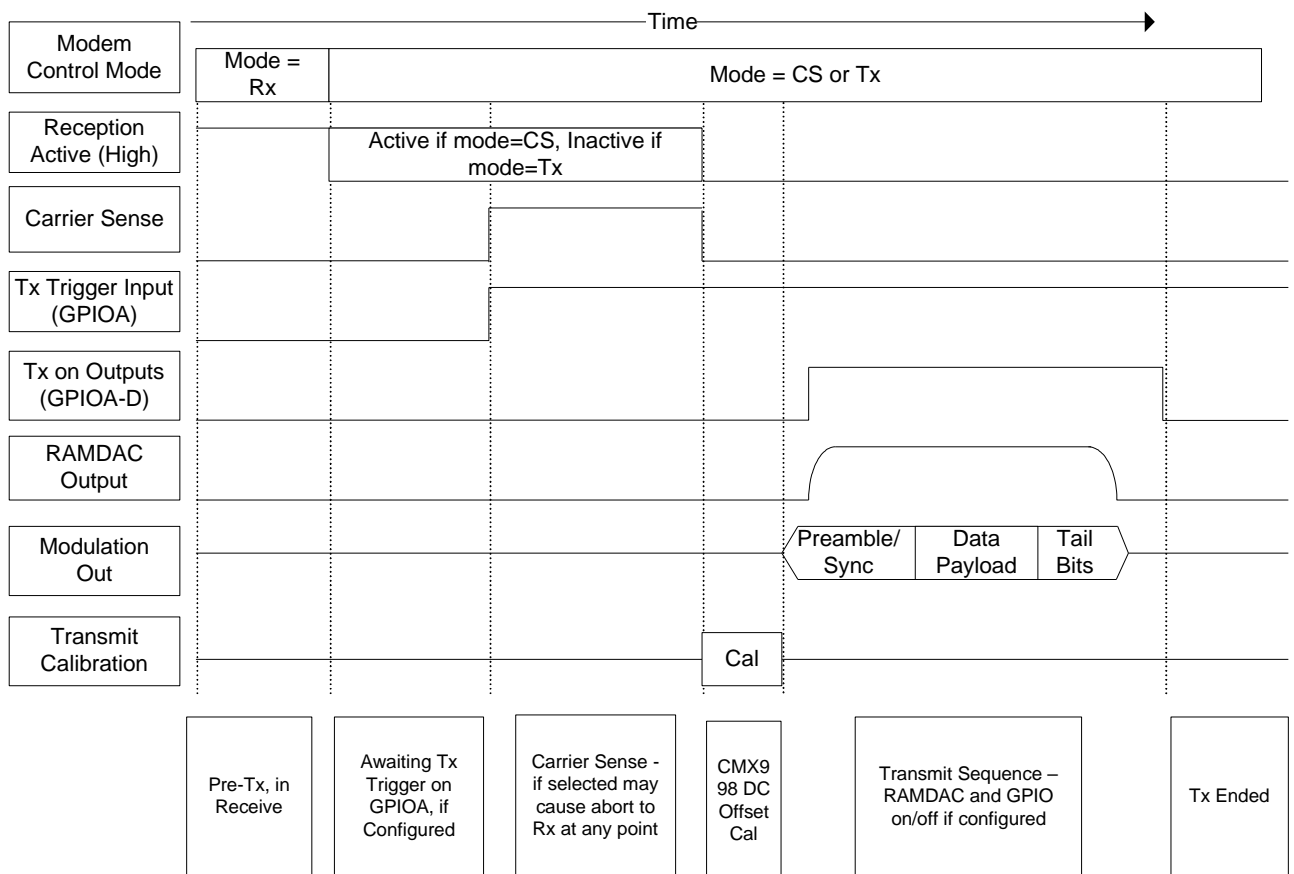 Time
Modem
Control Mode
Mode =
Rx
Mode = CS or Tx
Reception
Active (High)
Active if mode=CS, Inactive if
mode=Tx
Carrier Sense
Tx Trigger Input
(GPIOA)
Tx on Outputs
(GPIOA-D)
RAMDAC
Output
Modulation
Out
Preamble/
Sync
Data
Payload
Tail
Bits
Transmit
Calibration
Cal
Pre-Tx, in
Receive
Awaiting Tx
Trigger on
GPIOA, if
Configured
Carrier Sense -
if selected may
cause abort to
Rx at any point
CMX9
98 DC
Offset
Cal
Transmit Sequence –
RAMDAC and GPIO
on/off if configured
Tx Ended